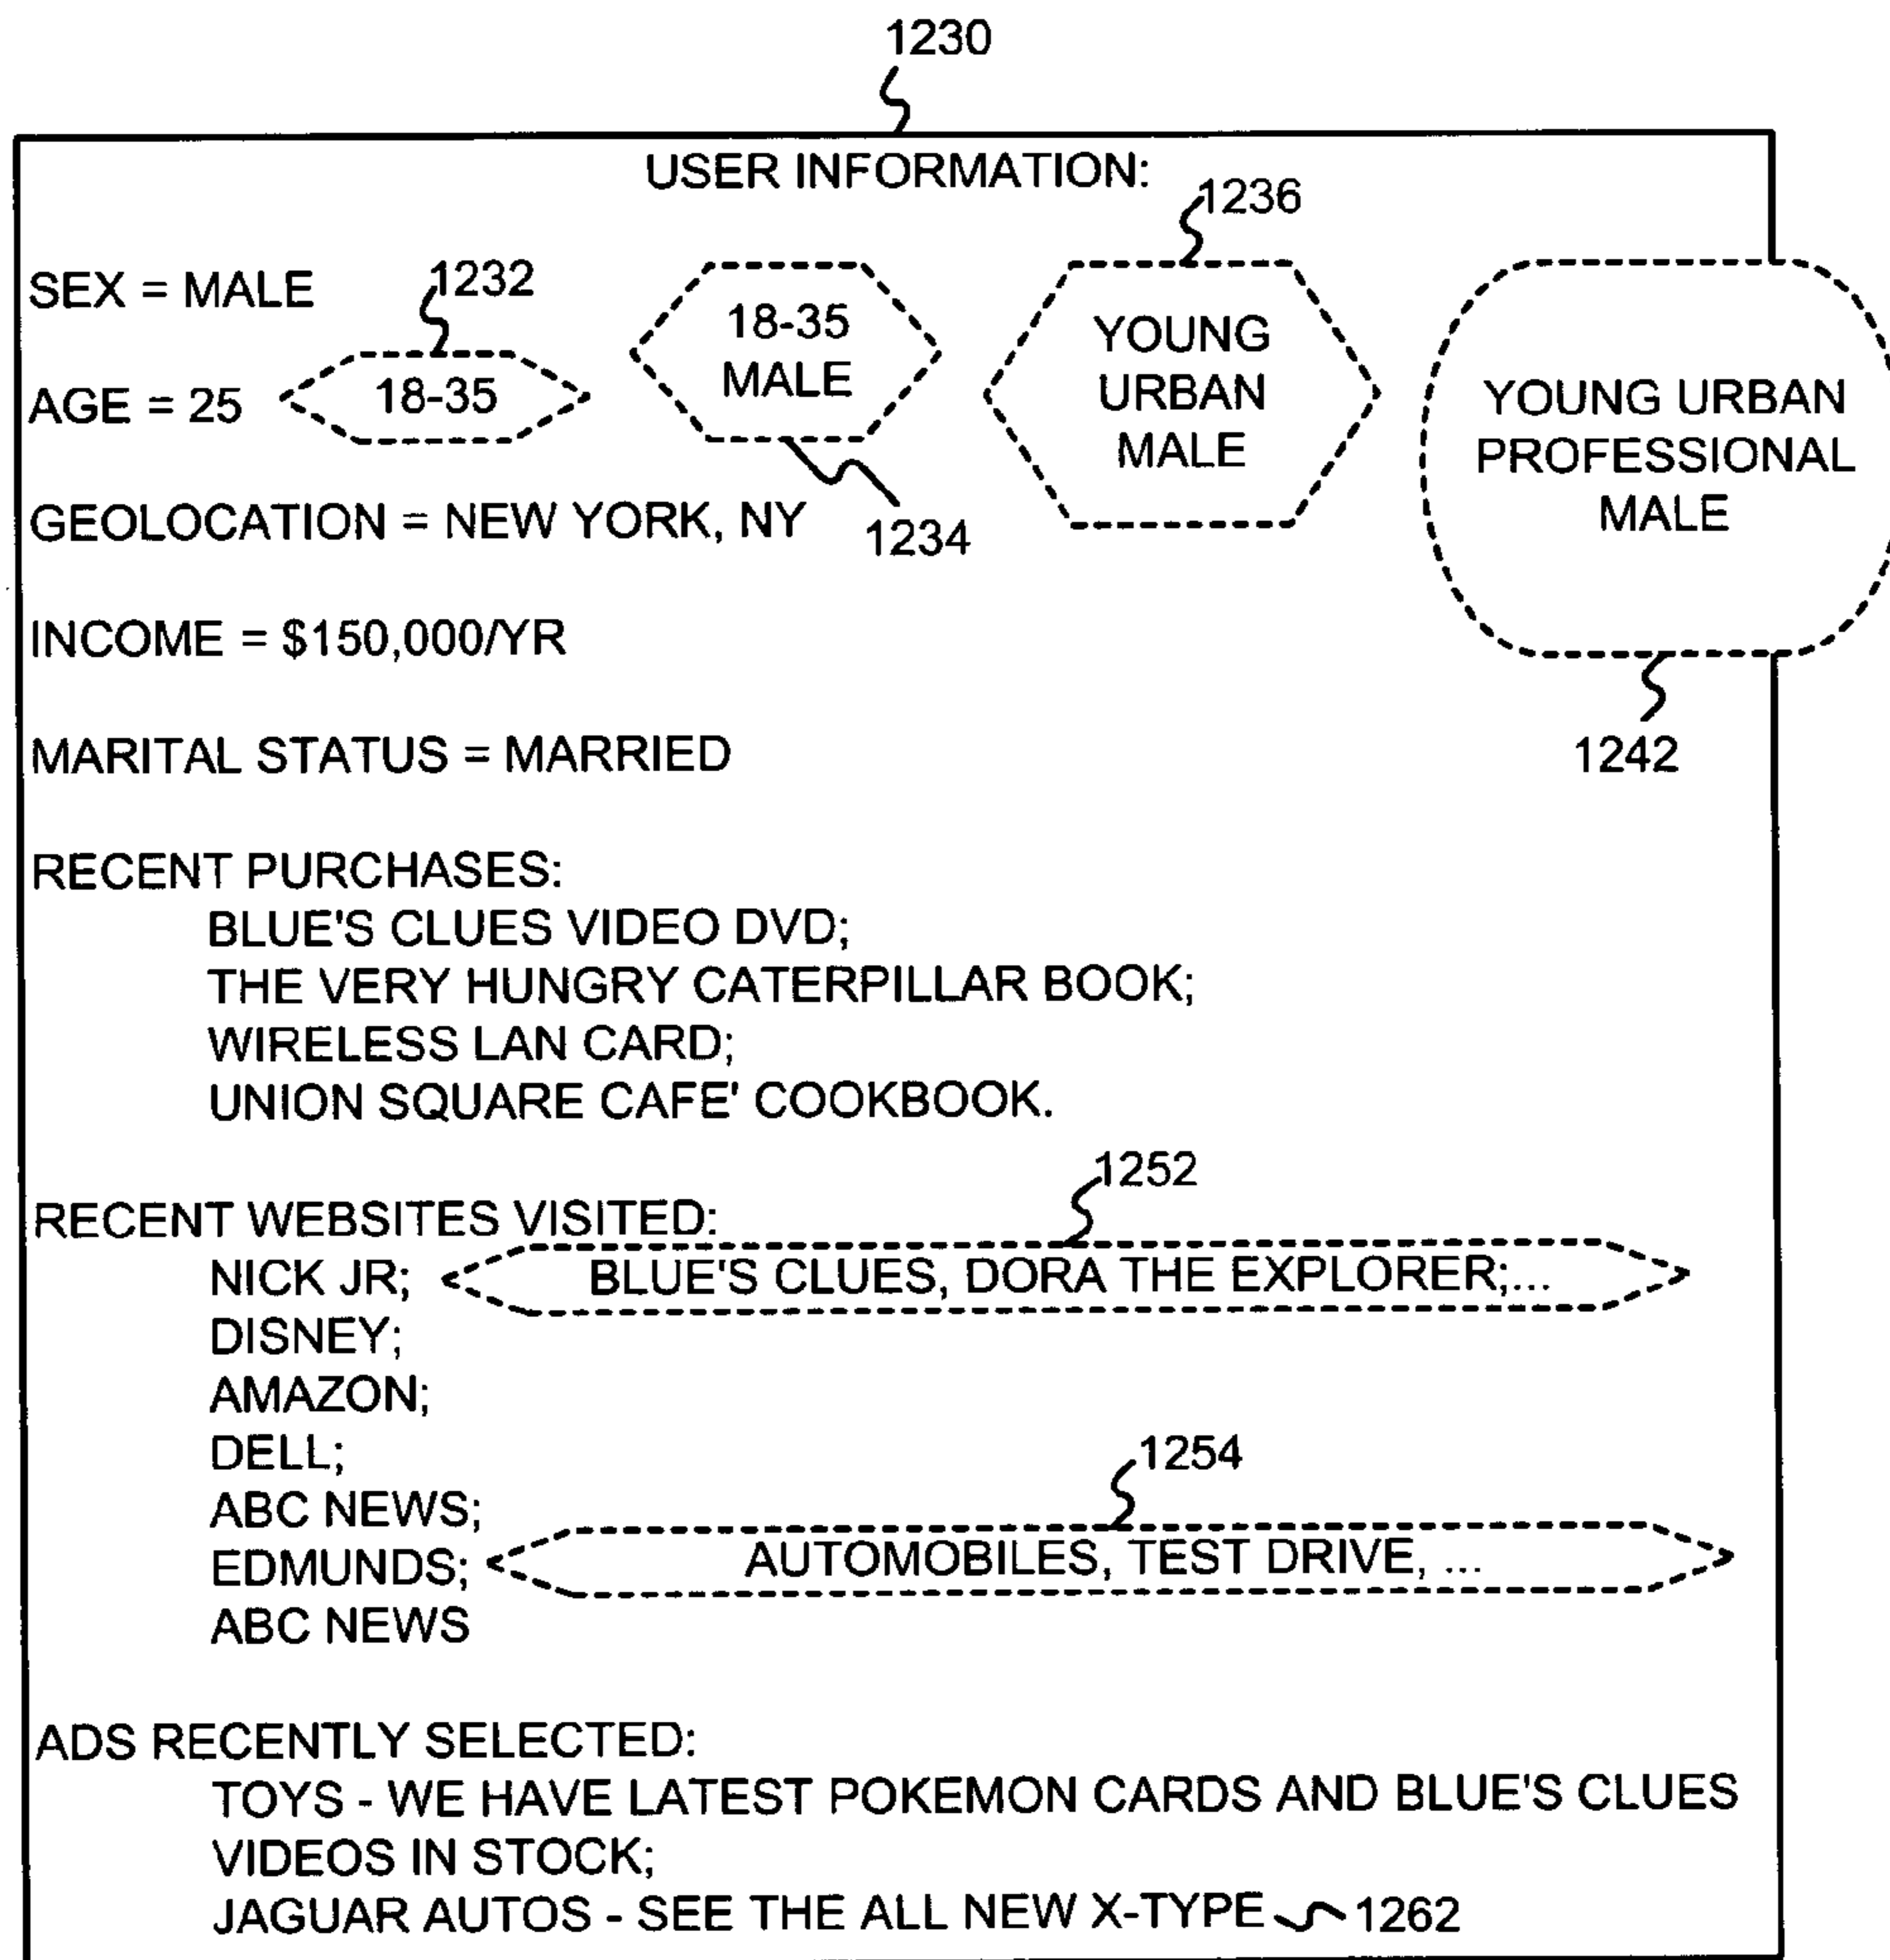 1230
USER INFORMATION:
1236
SEX = MALE
1232
18-35
MALE
YOUNG
URBAN
MALE
AGE = 25
18-35
YOUNG URBAN
PROFESSIONAL
MALE
GEOLOCATION = NEW YORK, NY
1234
INCOME = $150,000/YR
MARITAL STATUS = MARRIED
1242
RECENT PURCHASES:
BLUE'S CLUES VIDEO DVD;
THE VERY HUNGRY CATERPILLAR BOOK;
WIRELESS LAN CARD;
UNION SQUARE CAFE' COOKBOOK.
1252
RECENT WEBSITES VISITED:
NICK JR;
BLUE'S CLUES, DORA THE EXPLORER;...
DISNEY;
AMAZON;
DELL;
1254
ABC NEWS;
EDMUNDS;
AUTOMOBILES, TEST DRIVE, ...
ABC NEWS
ADS RECENTLY SELECTED:
TOYS - WE HAVE LATEST POKEMON CARDS AND BLUE'S CLUES
VIDEOS IN STOCK;
JAGUAR AUTOS - SEE THE ALL NEW X-TYPE
1262